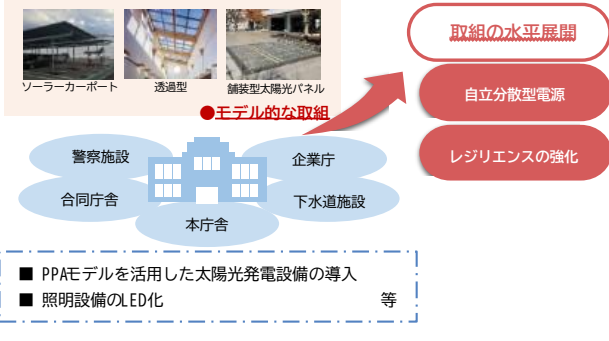 取組の水平展開
自立分散型電源
レジリエンスの強化
ソーラーカーポート
透過型
舗装型太陽光パネル
●モデル的な取組
警察施設
企業庁
合同庁舎
下水道施設
本庁舎
■ PPAモデルを活用した太陽光発電設備の導入
■ 照明設備のLED化 等